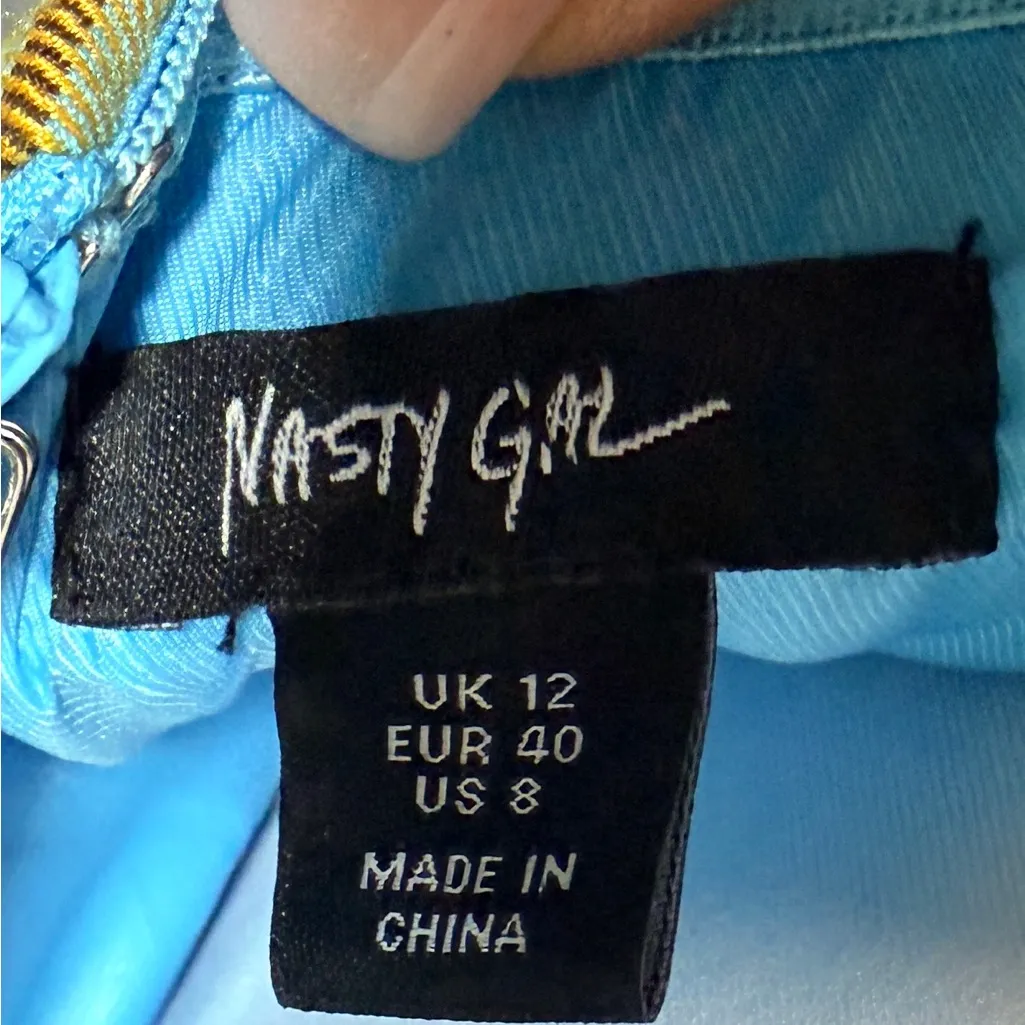 NASTY GAL
UK 12
EUR 40
US 8
MADE IN
CHINA